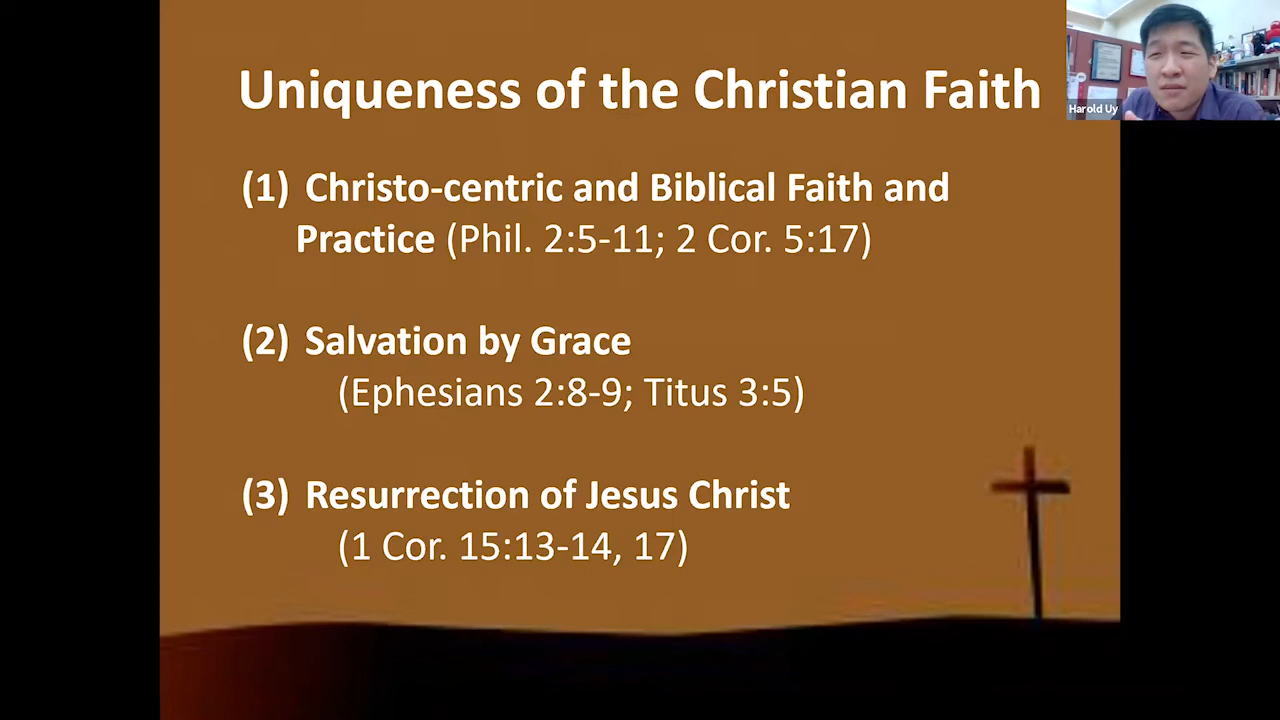 Uniqueness of the Christian Faith
Harold Uy
(1) Christo-centric and Biblical Faith and
Practice (Phil. 2:5-11; 2 Cor. 5:17)
(2) Salvation by Grace
(Ephesians 2:8-9; Titus 3:5)
(3) Resurrection of Jesus Christ
(1 Cor. 15:13-14, 17)